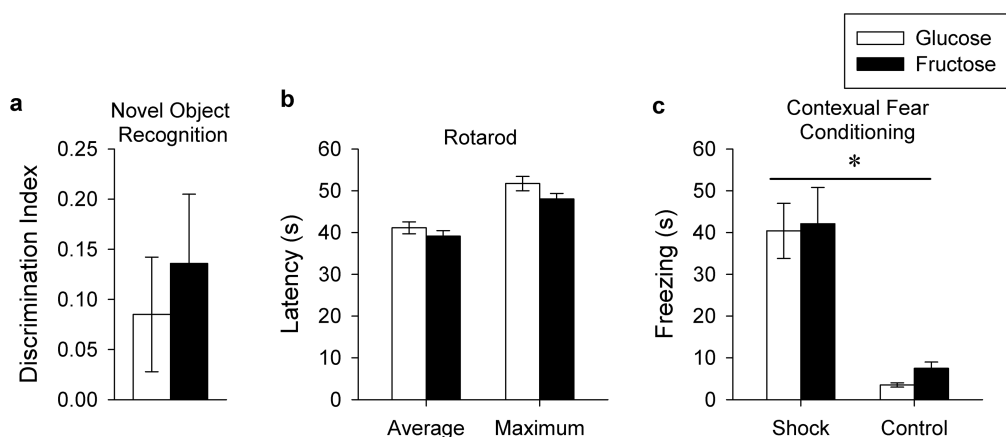 Glucose
Fructose
a
Novel Object
Recognition
0.25
0.20
0.15
0.10
0.05
0.00
Discrimination Index
b
Rotarod
60
50
40
30
20
10
0
Latency (s)
Average Maximum
c
Contexual Fear
Conditioning
60
50
40
30
20
10
0
Freezing (s)
*
Shock Control